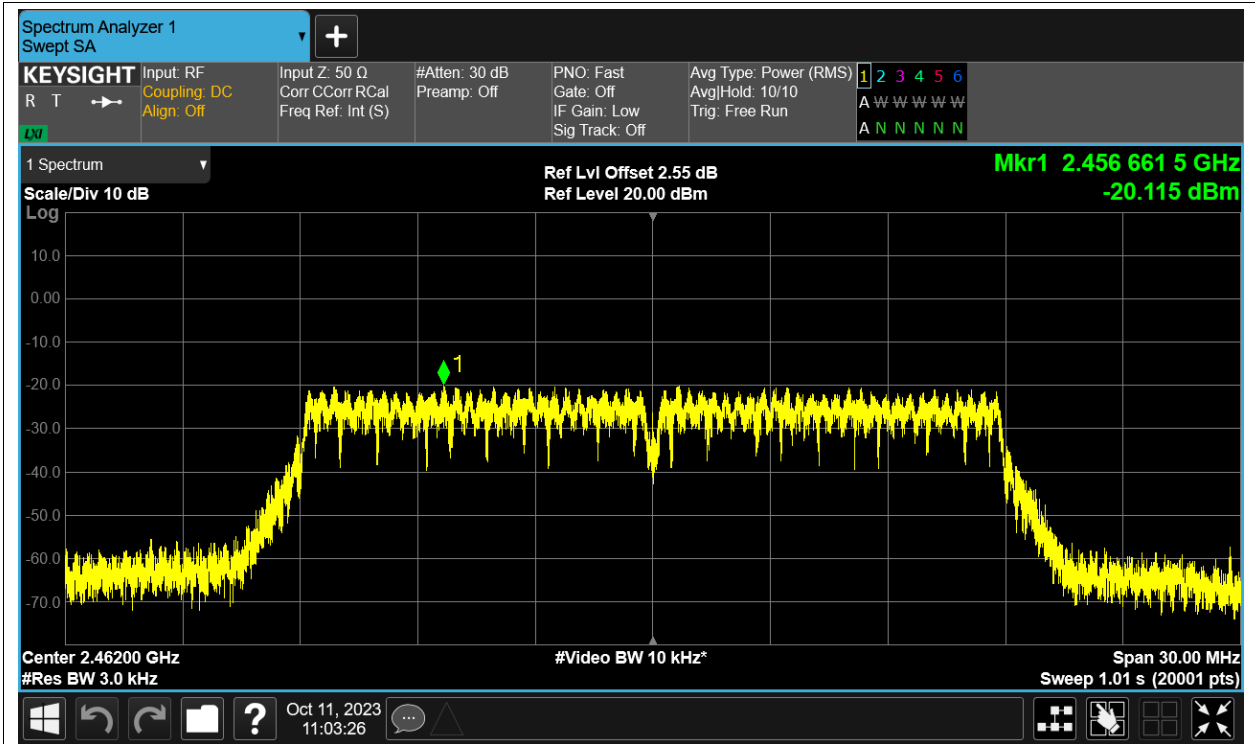 Spectrum Analyzer 1
Swept SA
KEYSIGHT
R T
LXI
Input: RF
Coupling: DC
Align: Off
Input Z: 50 Ω
Corr CCorr RCal
Freq Ref: Int (S)
#Atten: 30 dB
Preamp: Off
PNO: Fast
Gate: Off
IF Gain: Low
Sig Track: Off
Avg Type: Power (RMS)
Avg|Hold: 10/10
Trig: Free Run
1 2 3 4 5 6
A W W W W W
A N N N N N
1 Spectrum
Scale/Div 10 dB
Log
Ref Lvl Offset 2.55 dB
Ref Level 20.00 dBm
Mkr1 2.456 661 5 GHz
-20.115 dBm
10.0
0.00
-10.0
1
-20.0
-30.0
-40.0
-50.0
-60.0
-70.0
Center 2.46200 GHz
#Video BW 10 kHz*
Span 30.00 MHz
#Res BW 3.0 kHz
Sweep 1.01 s (20001 pts)
?
Oct 11, 2023
11:03:26